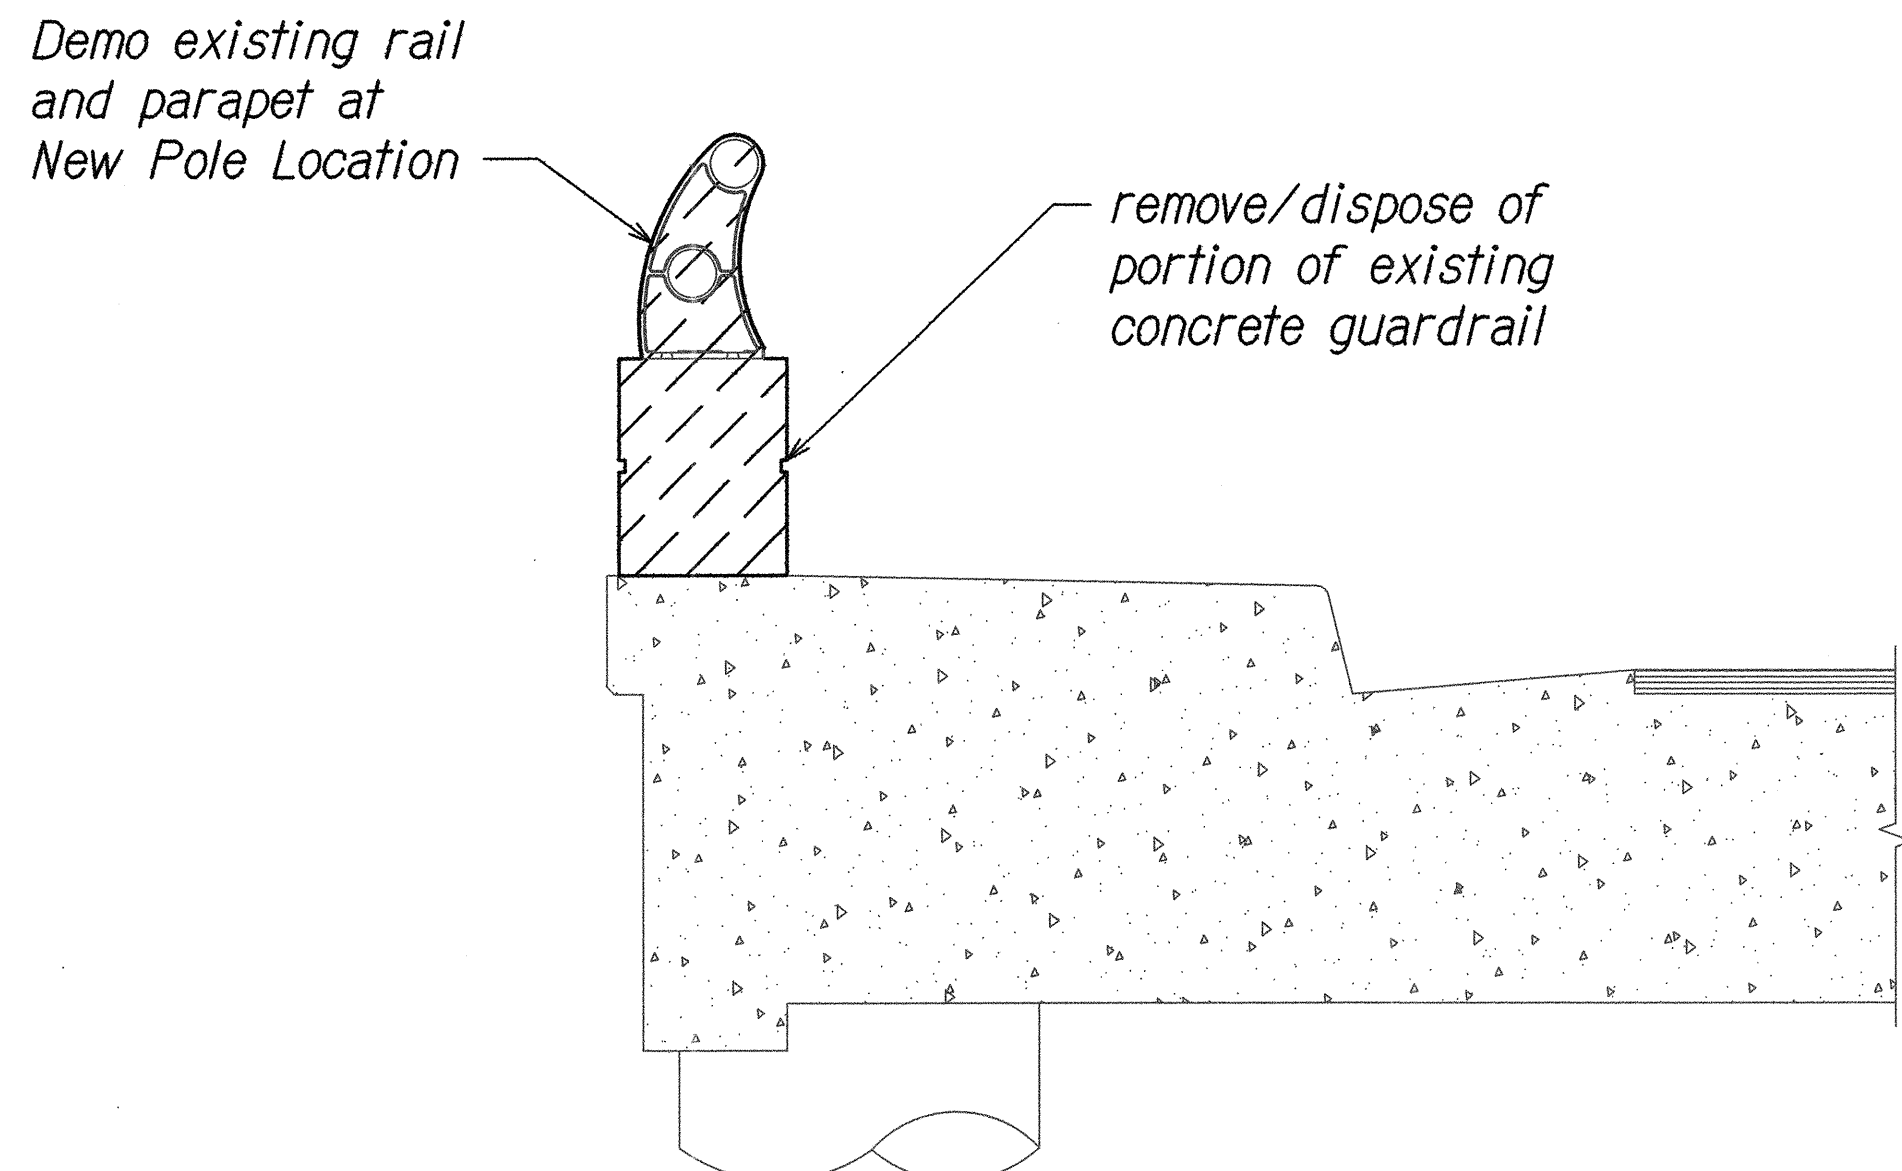 Demo existing rail
and parapet at
New Pole Location
remove/dispose of
portion of existing
concrete guardrail